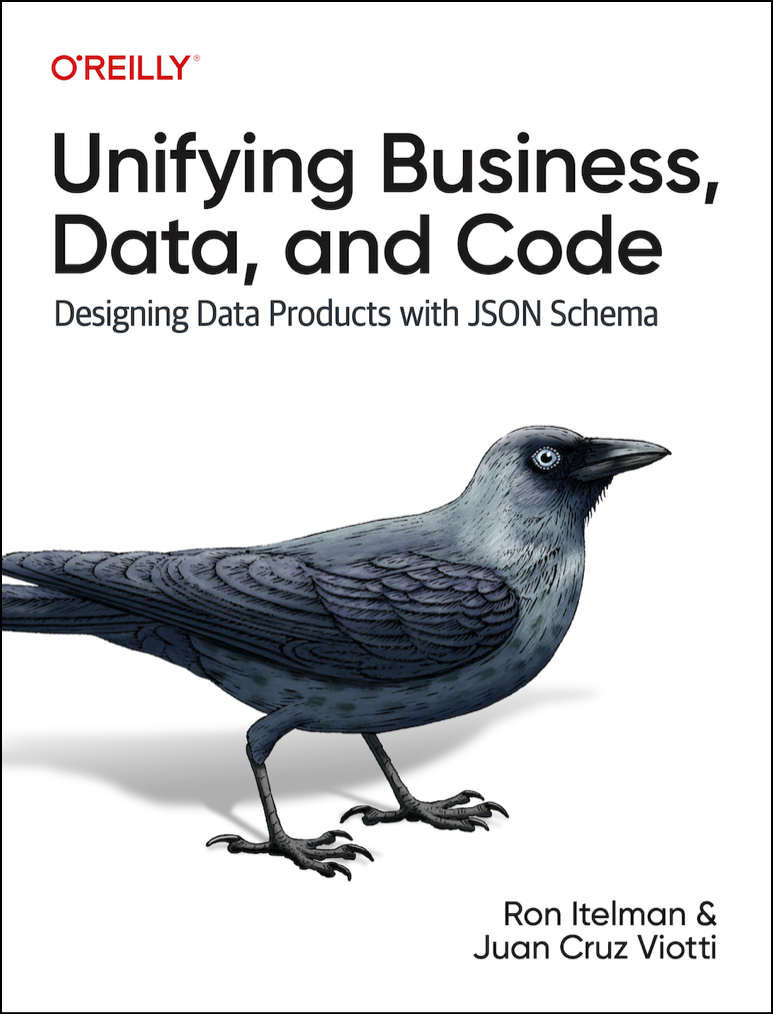 O'REILLY®
Unifying Business,
Data, and Code
Designing Data Products with JSON Schema
Ron Itelman &
Juan Cruz Viotti